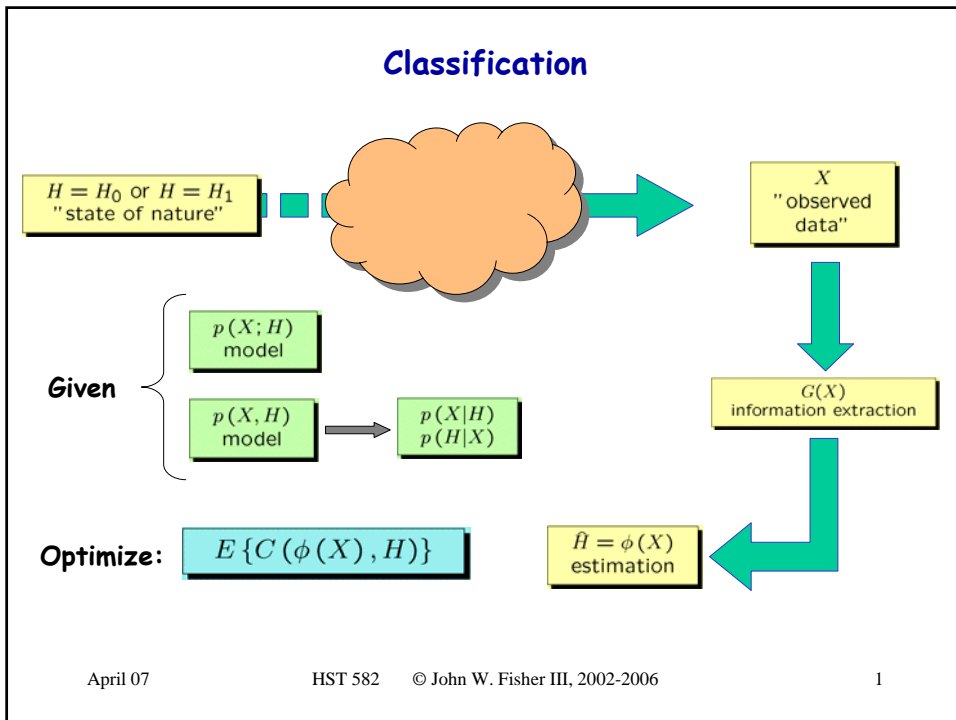 Classification
H = H₀ or H = H₁
"state of nature"
X
"observed
data"
Given
p (X; H)
model
p (X, H)
model
p (X|H)
p (H|X)
G(X)
information extraction
Optimize:
E {C (ϕ (X) , H)}
Ĥ = ϕ (X)
estimation
April 07 HST 582 © John W. Fisher III, 2002-2006 1